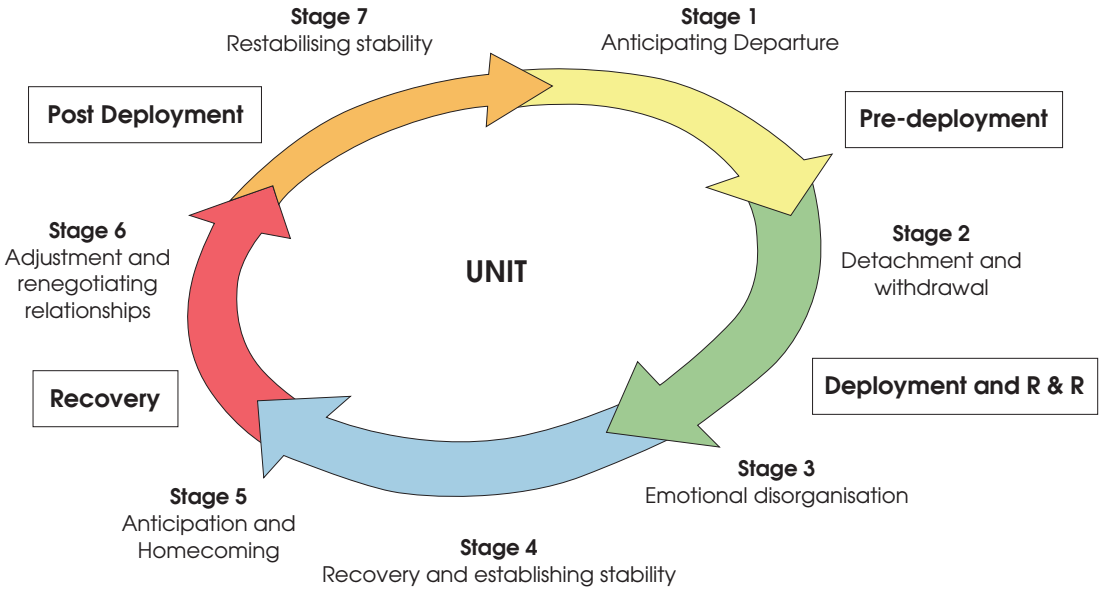 Stage 7
Restabilising stability
Stage 1
Anticipating Departure
Post Deployment
Pre-deployment
Stage 6
Adjustment and
renegotiating
relationships
UNIT
Stage 2
Detachment and
withdrawal
Recovery
Deployment and R & R
Stage 5
Anticipation and
Homecoming
Stage 3
Emotional disorganisation
Stage 4
Recovery and establishing stability